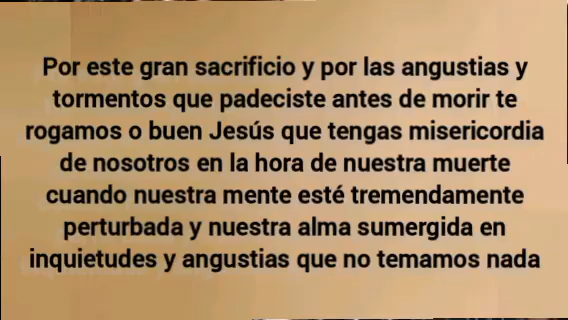 Por este gran sacrificio y por las angustias y
tormentos que padeciste antes de morir te
rogamos o buen Jesús que tengas misericordia
de nosotros en la hora de nuestra muerte
cuando nuestra mente esté tremendamente
perturbada y nuestra alma sumergida en
inquietudes y angustias que no temamos nada